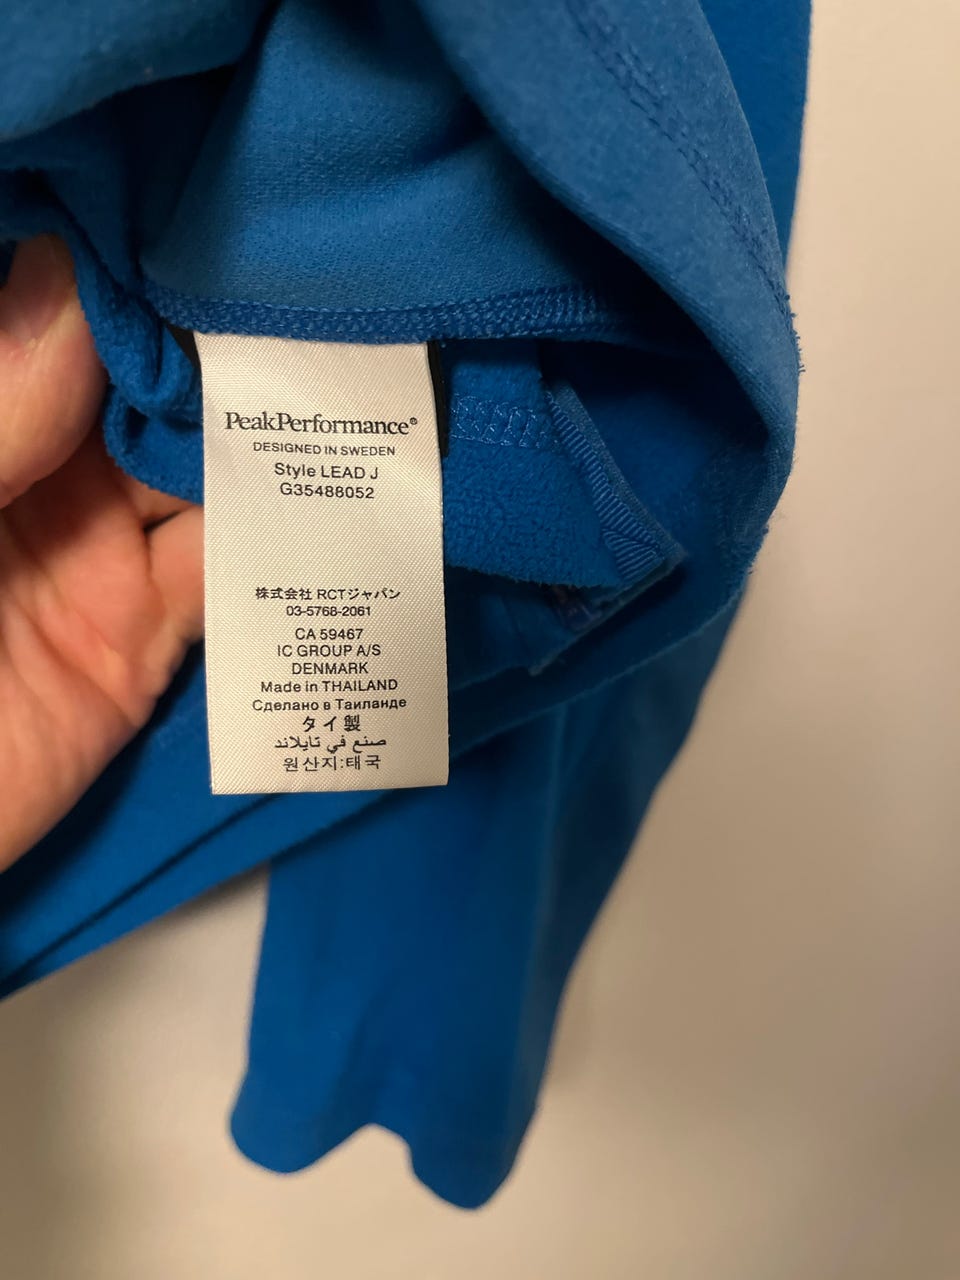 PeakPerformance®
DESIGNED IN SWEDEN
Style LEAD J
G35488052
株式会社 RCTジャパン
03-5768-2061
CA 59467
IC GROUP A/S
DENMARK
Made in THAILAND
Сделано в Таиланде
タイ製
صنع في تايلاند
원산지:태국